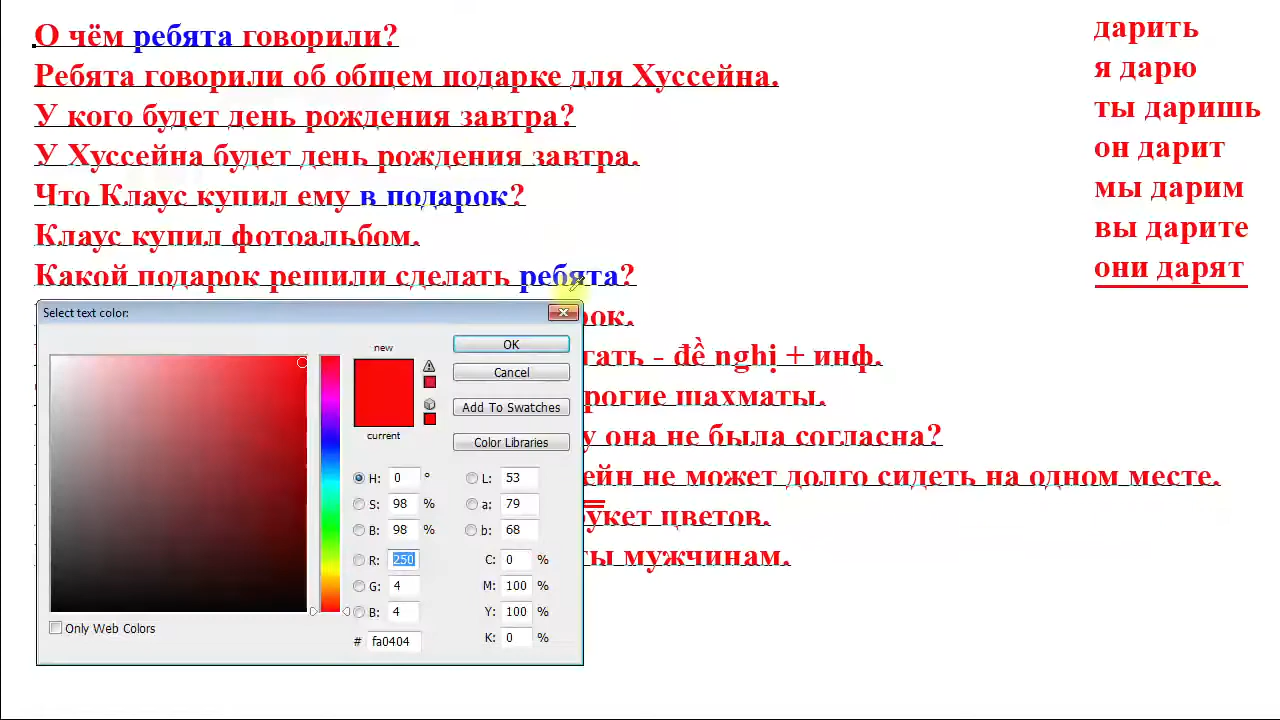 О чём ребята говорили?
Ребята говорили об общем подарке для Хуссейна.
У кого будет день рождения завтра?
У Хуссейна будет день рождения завтра.
Что Клаус купил ему в подарок?
Клаус купил фотоальбом.
Какой подарок решили сделать ребята?
рок.
гать - đề nghị + инф.
рогие шахматы.
у она не была согласна?
ейн не может долго сидеть на одном месте.
букет цветов.
ты мужчинам.
дарить
я дарю
ты даришь
он дарит
мы дарим
вы дарите
они дарят
Select text color:
new
current
OK
Cancel
Add To Swatches
Color Libraries
H: 0 °
S: 98 %
B: 98 %
R: 250
G: 4
B: 4
# fa0404
L: 53
a: 79
b: 68
C: 0 %
M: 100 %
Y: 100 %
K: 0 %
Only Web Colors